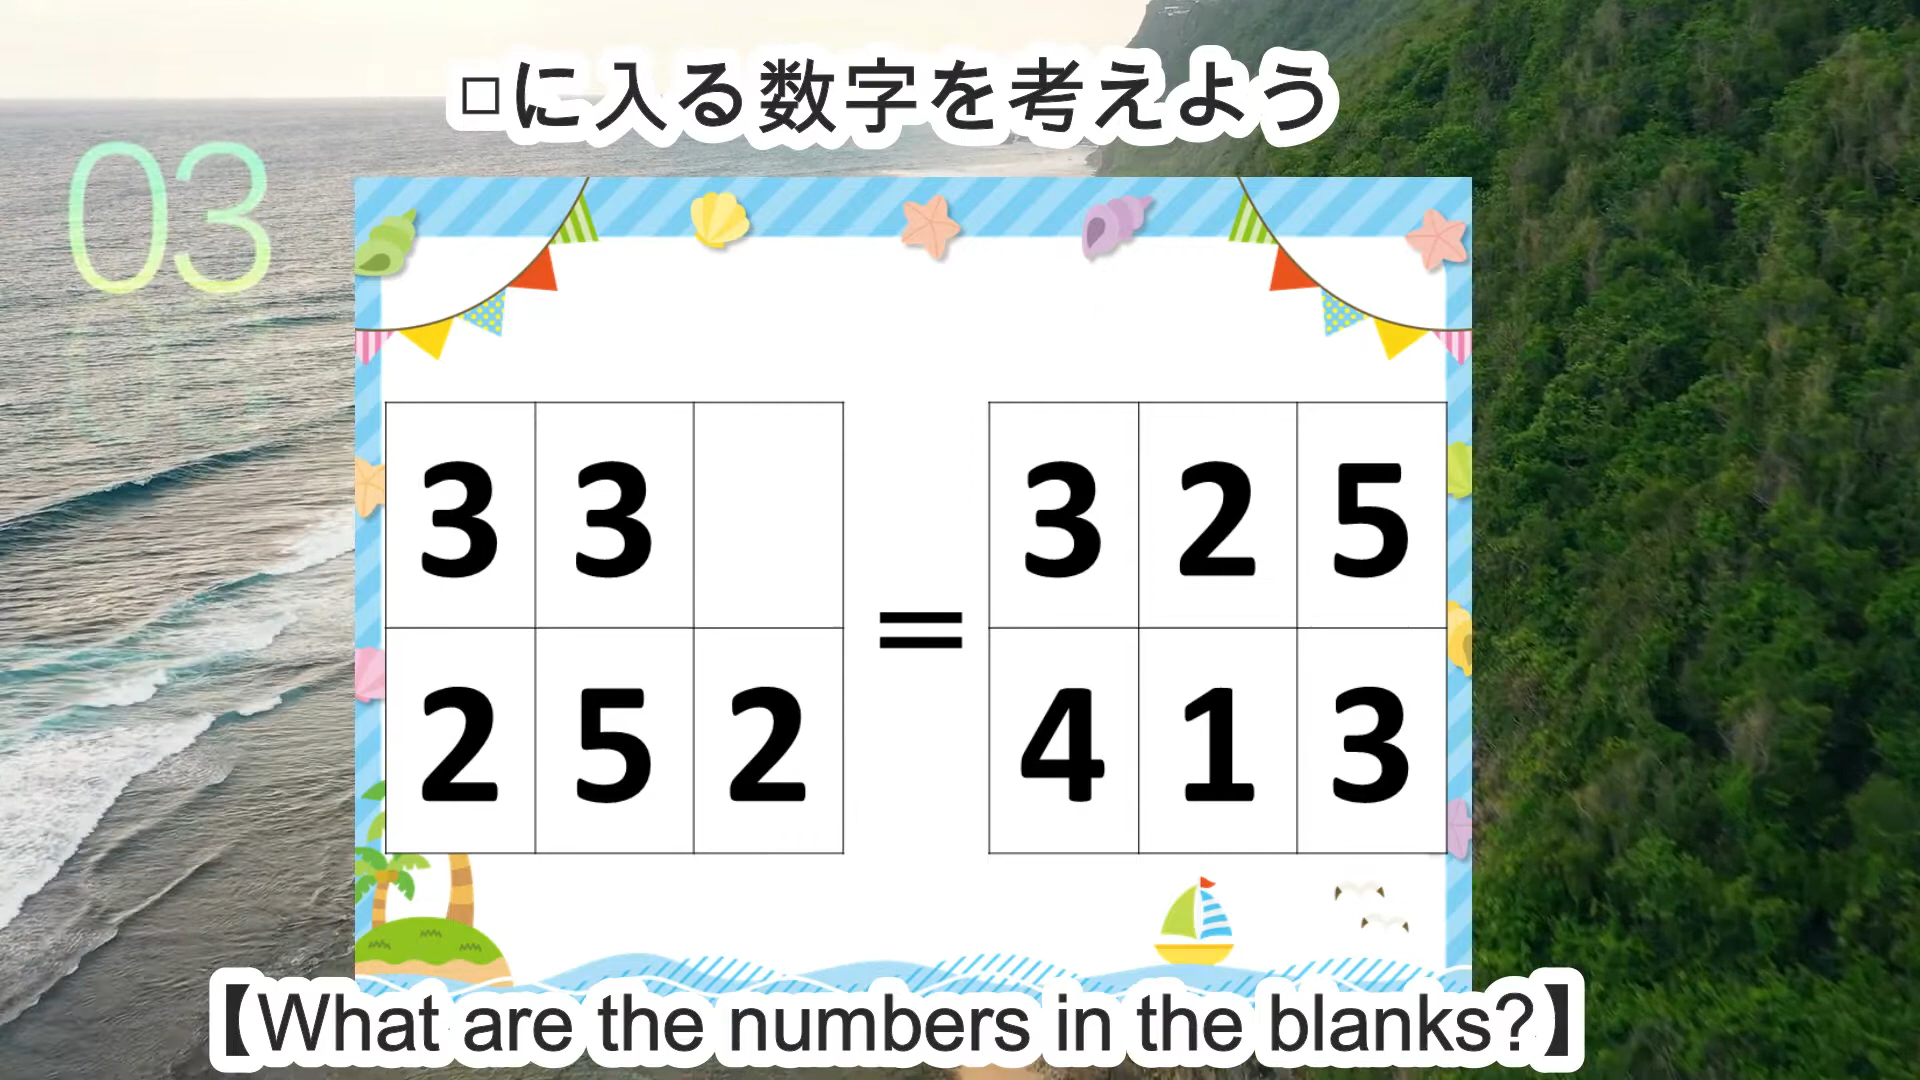 □に入る数字を考えよう
03
3 3 3 2 5
=
2 5 2 4 1 3
【What are the numbers in the blanks?】